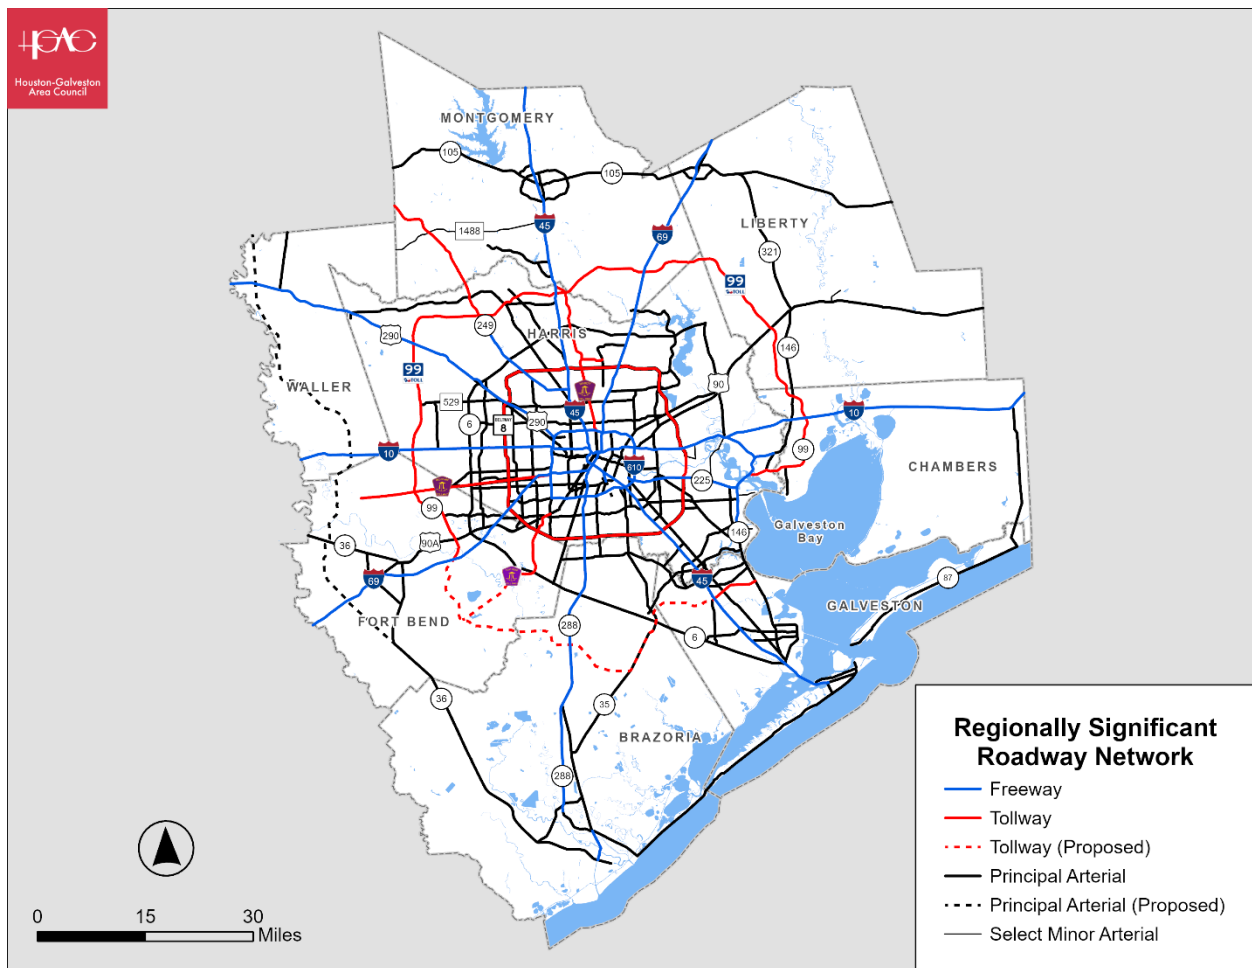 HGAC
Houston-Galveston
Area Council
MONTGOMERY
105
105
45
1488
69
LIBERTY
321
99
290
249
HARRIS
146
99
WALLER
90
529
45
10
6
BELTWAY
8
290
10
610
99
CHAMBERS
225
99
Galveston
Bay
36
90A
146
69
45
87
GALVESTON
FORT BEND
288
6
36
35
BRAZORIA
288
Regionally Significant
Roadway Network
Freeway
Tollway
Tollway (Proposed)
Principal Arterial
Principal Arterial (Proposed)
Select Minor Arterial
0 15 30
Miles